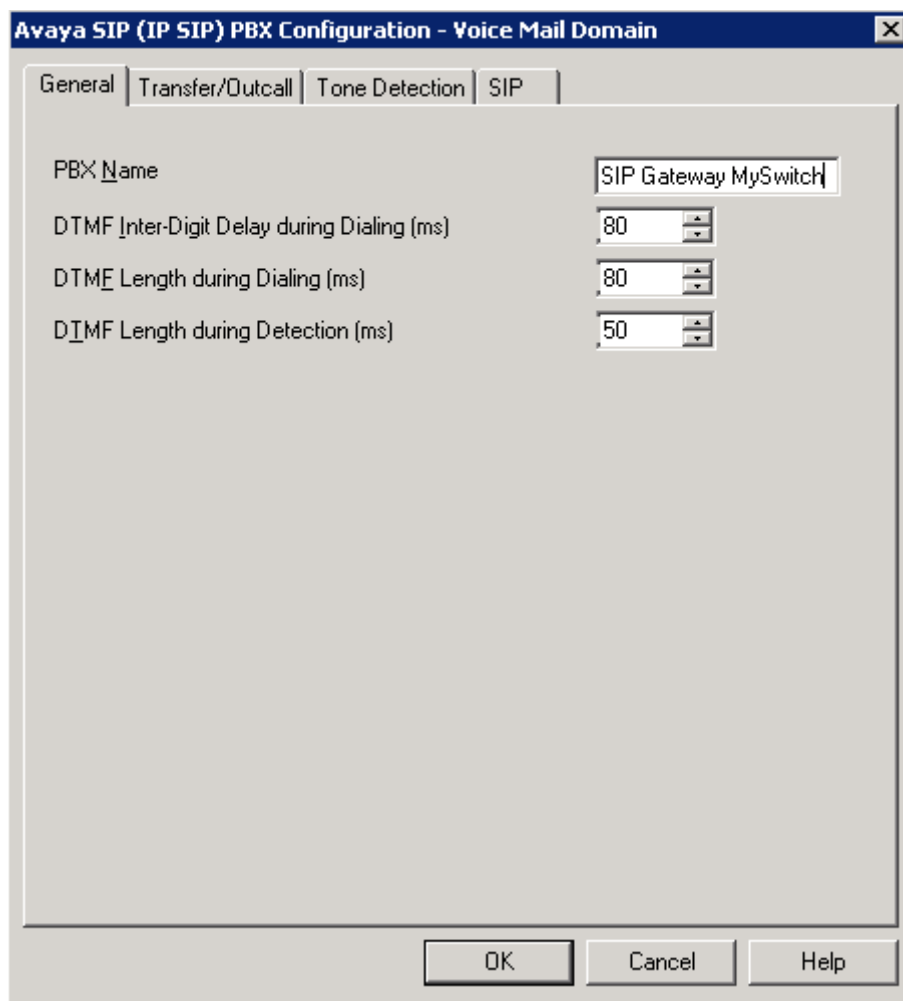 Avaya SIP (IP SIP) PBX Configuration - Voice Mail Domain
General Transfer/Outcall Tone Detection SIP
PBX Name SIP Gateway MySwitch
DTMF Inter-Digit Delay during Dialing (ms) 80
DTMF Length during Dialing (ms) 80
DTMF Length during Detection (ms) 50
OK Cancel Help